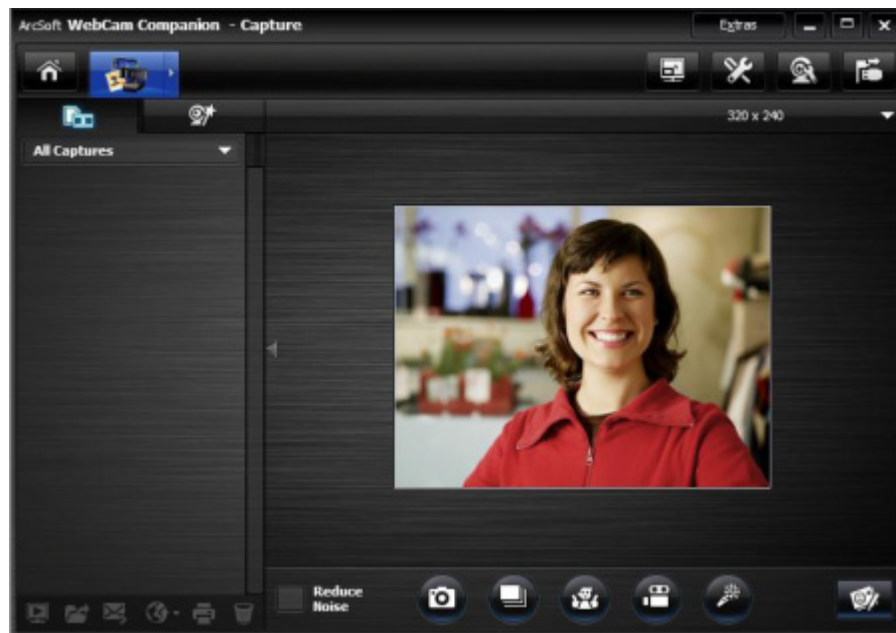 ArcSoft WebCam Companion - Capture
Extras
320 x 240
All Captures
Reduce
Noise